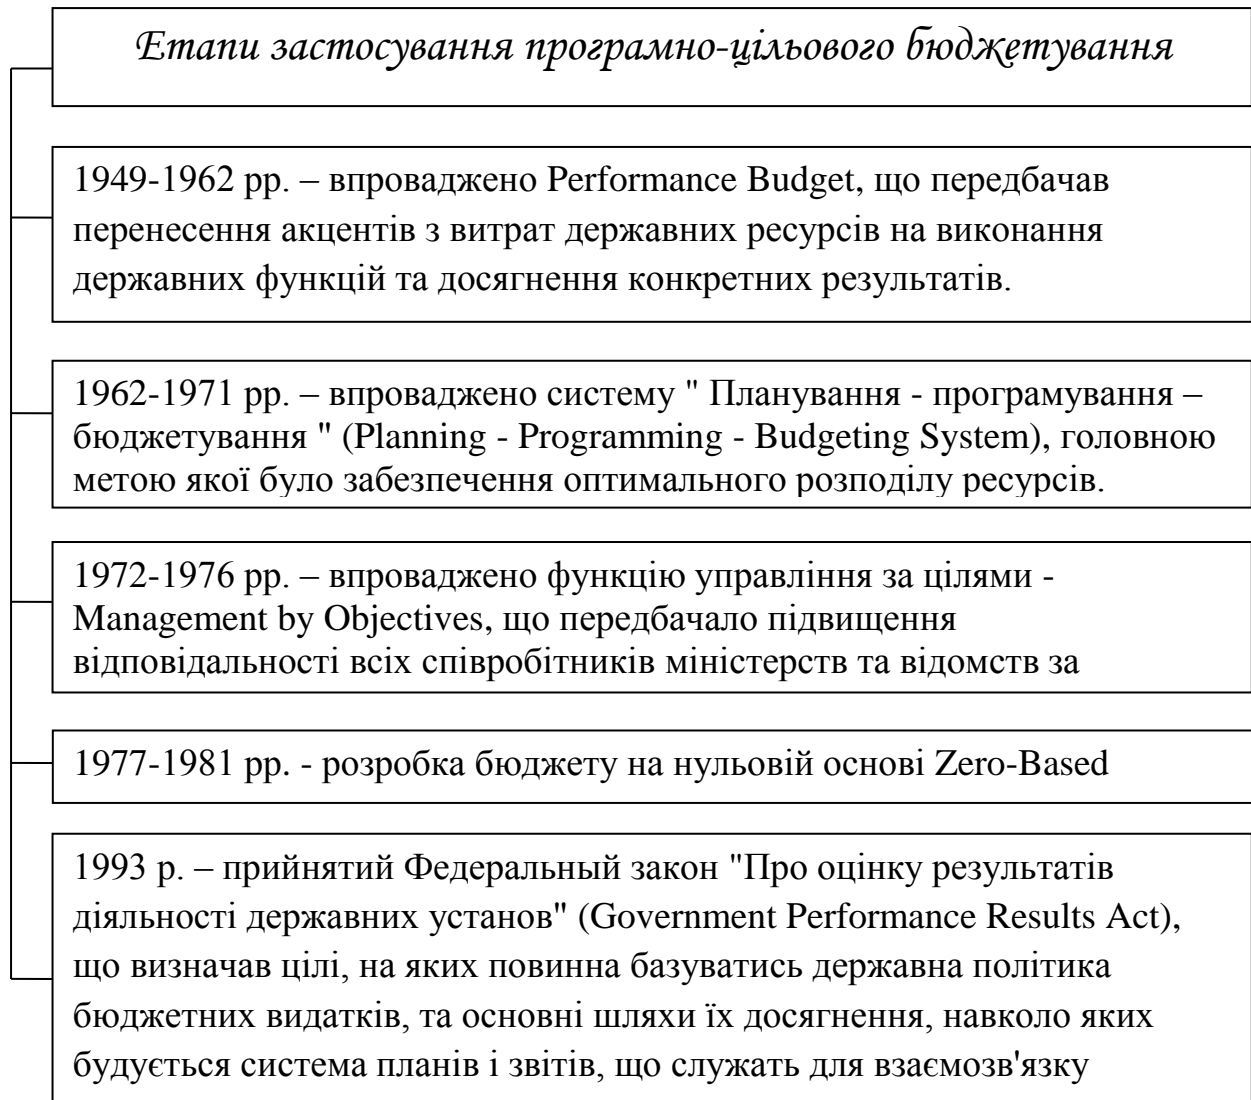 Етапи застосування програмно-цільового бюджетування
1949-1962 рр. – впроваджено Performance Budget, що передбачав
перенесення акцентів з витрат державних ресурсів на виконання
державних функцій та досягнення конкретних результатів.
1962-1971 рр. – впроваджено систему " Планування - програмування –
бюджетування " (Planning - Programming - Budgeting System), головною
метою якої було забезпечення оптимального розподілу ресурсів.
1972-1976 рр. – впроваджено функцію управління за цілями -
Management by Objectives, що передбачало підвищення
відповідальності всіх співробітників міністерств та відомств за
1977-1981 рр. - розробка бюджету на нульовій основі Zero-Based
1993 р. – прийнятий Федеральный закон "Про оцінку результатів
діяльності державних установ" (Government Performance Results Act),
що визначав цілі, на яких повинна базуватись державна політика
бюджетних видатків, та основні шляхи їх досягнення, навколо яких
будується система планів і звітів, що служать для взаємозв'язку